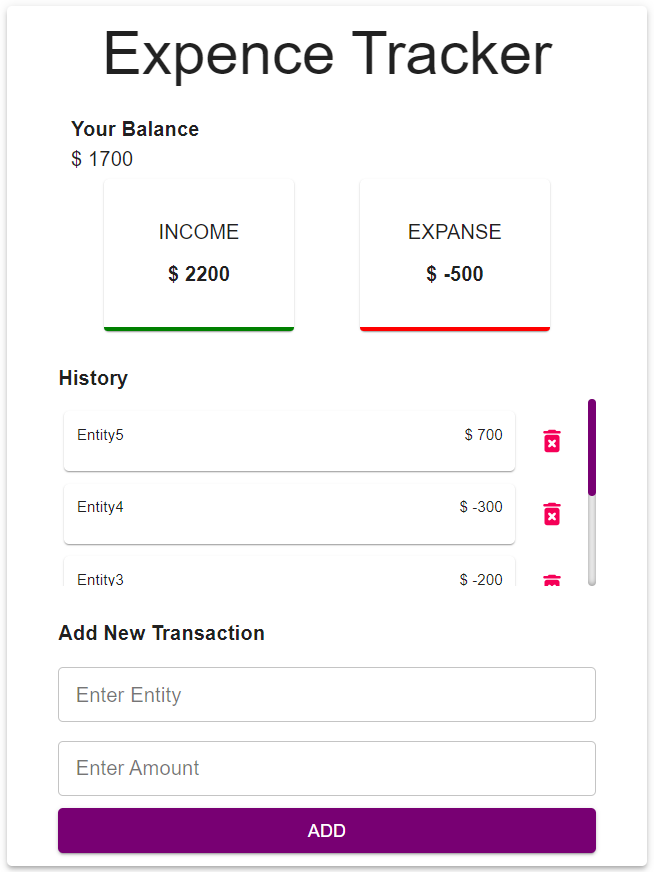 Expence Tracker
Your Balance
$ 1700
INCOME
$ 2200
EXPANSE
$ -500
History
Entity5 $ 700
Entity4 $ -300
Entity3 $ -200
Add New Transaction
Enter Entity
Enter Amount
ADD